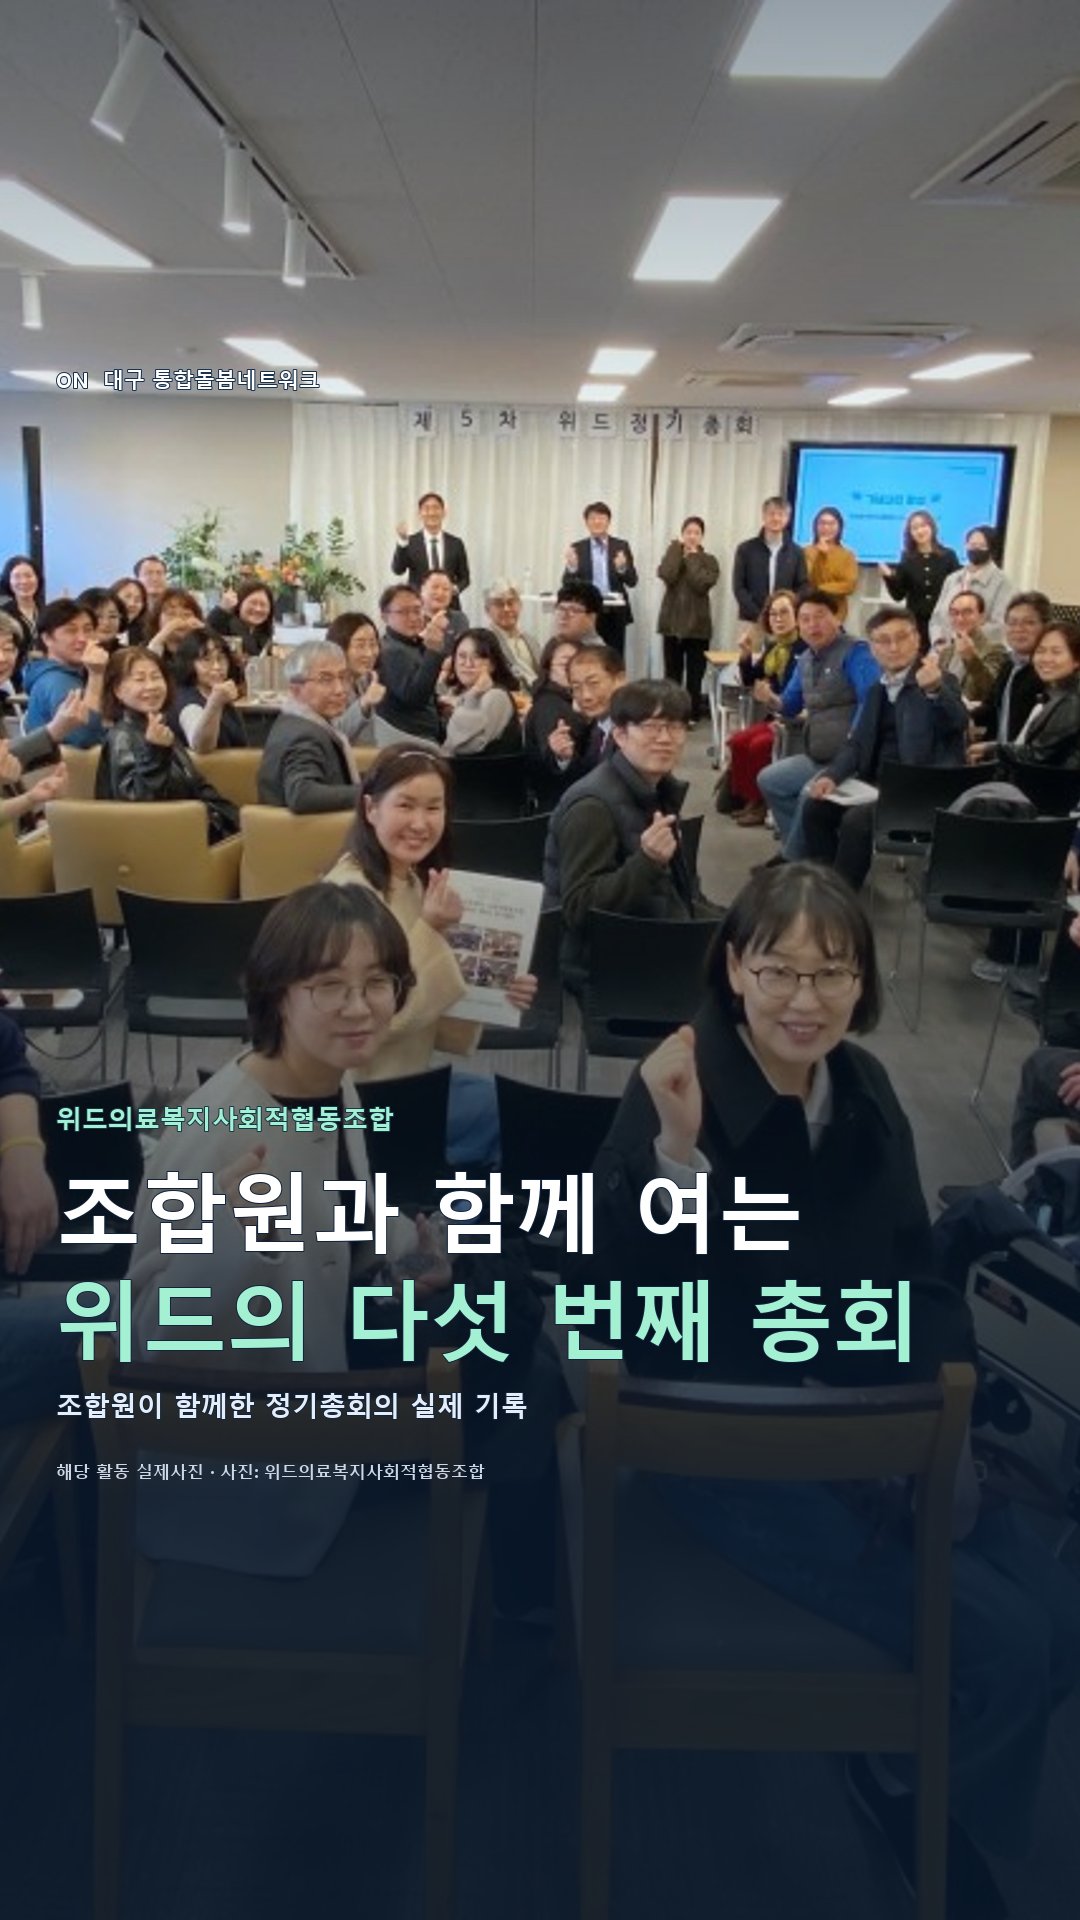 ON 대구 통합돌봄네트워크
제 5 차 위드정기총회
위드의료복지사회적협동조합
조합원과 함께 여는
위드의 다섯 번째 총회
조합원이 함께한 정기총회의 실제 기록
해당 활동 실제사진 · 사진: 위드의료복지사회적협동조합